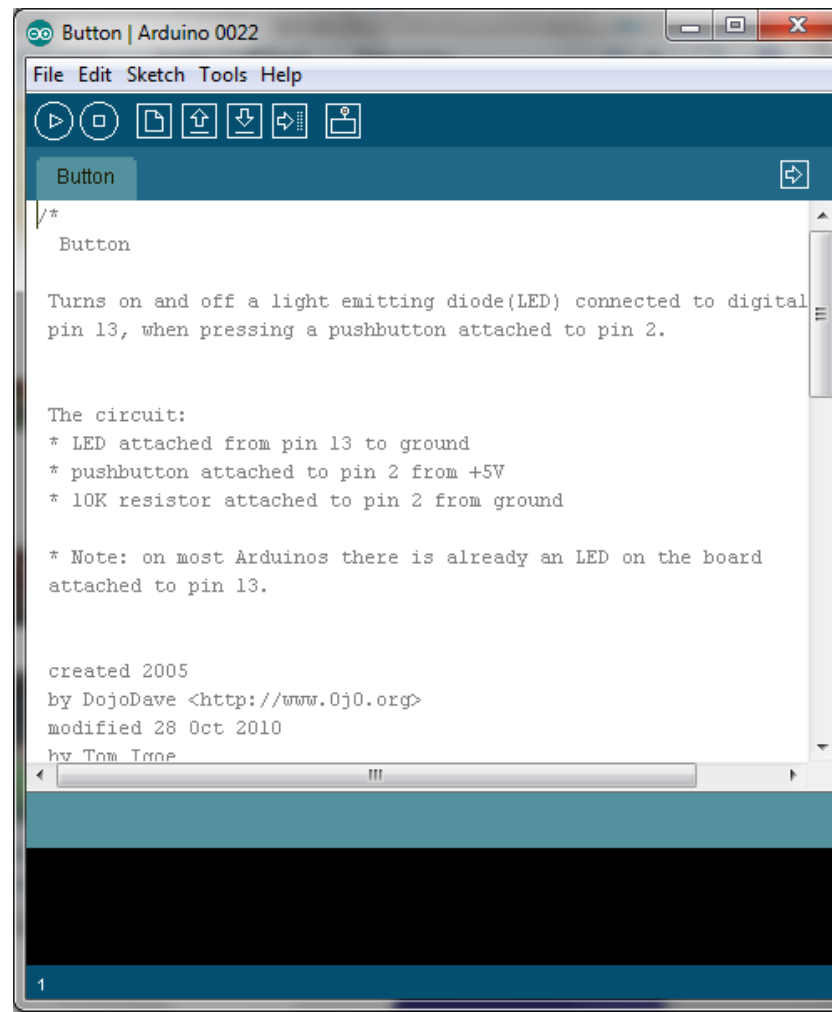 Button | Arduino 0022
File Edit Sketch Tools Help
Button
/*
Button
Turns on and off a light emitting diode(LED) connected to digital
pin 13, when pressing a pushbutton attached to pin 2.
The circuit:
* LED attached from pin 13 to ground
* pushbutton attached to pin 2 from +5V
* 10K resistor attached to pin 2 from ground
* Note: on most Arduinos there is already an LED on the board
attached to pin 13.
created 2005
by DojoDave <http://www.0j0.org>
modified 28 Oct 2010
by Tom Igoe
1